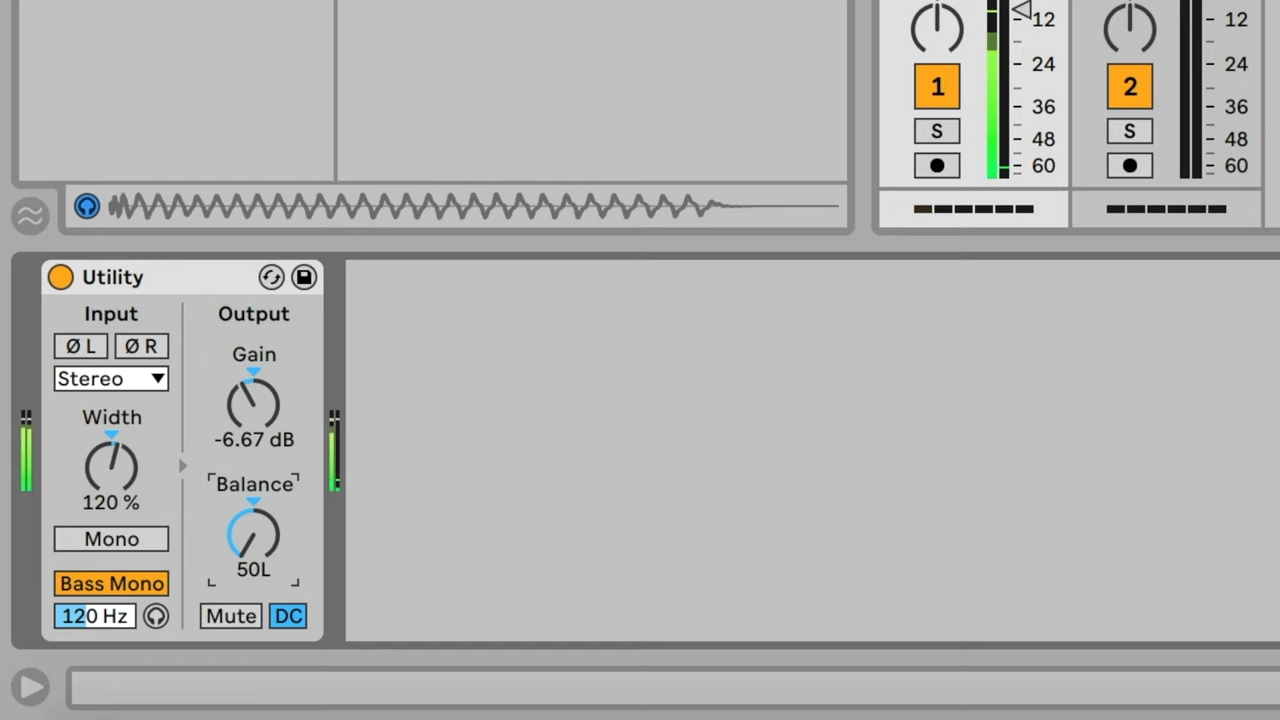 12 12
1 24 2 24
36 36
S 48 S 48
60 60
Utility
Input Output
Ø L Ø R
Gain
Stereo
-6.67 dB
Width
120 %
Balance
50L
Mono
Bass Mono
120 Hz
Mute DC